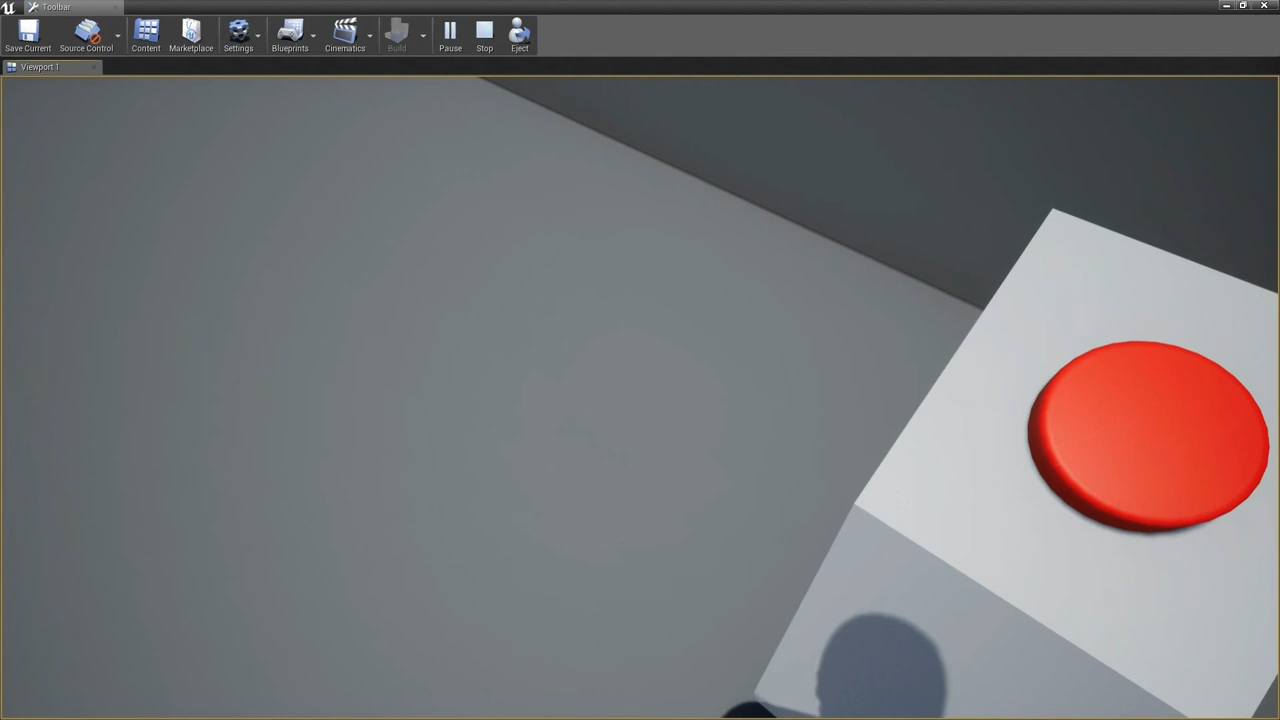 Toolbar
Save Current
Source Control
Content
Marketplace
Settings
Blueprints
Cinematics
Build
Pause
Stop
Eject
Viewport 1